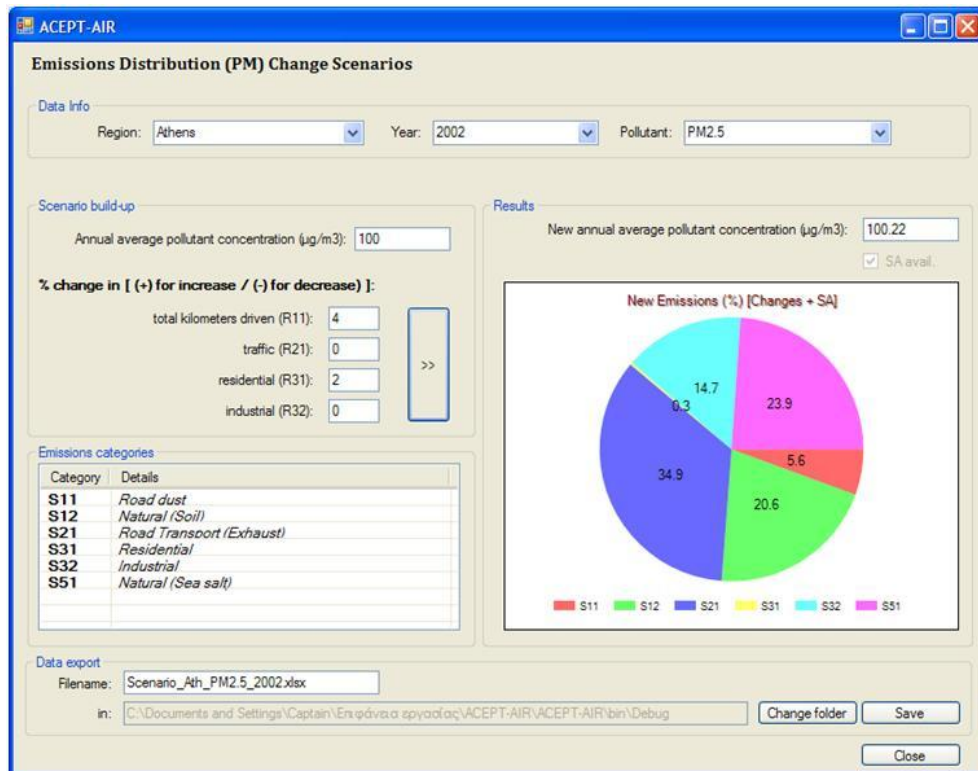 ACEPT-AIR
Emissions Distribution (PM) Change Scenarios
Data Info
Region: Athens Year: 2002 Pollutant: PM2.5
Scenario build-up
Annual average pollutant concentration (μg/m3): 100
% change in [ (+) for increase / (-) for decrease) ]:
total kilometers driven (R11): 4
traffic (R21): 0
residential (R31): 2
industrial (R32): 0
>>
Emissions categories
Category Details
S11 Road dust
S12 Natural (Soil)
S21 Road Transport (Exhaust)
S31 Residential
S32 Industrial
S51 Natural (Sea salt)
Results
New annual average pollutant concentration (μg/m3): 100.22
SA avail.
New Emissions (%) [Changes + SA]
14.7
23.9
0.3
5.6
34.9
20.6
S11 S12 S21 S31 S32 S51
Data export
Filename: Scenario_Ath_PM2.5_2002.xlsx
in: C:\Documents and Settings\Captain\Επιφάνεια εργασίας\ACEPT-AIR\ACEPT-AIR\bin\Debug Change folder Save
Close